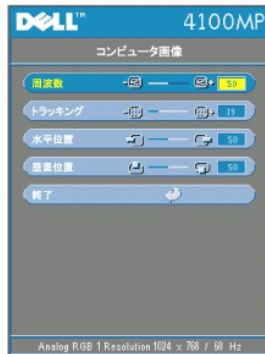 DELL™ 4100MP
コンピュータ画像
周波数 - + 50
トラッキング - + 19
水平位置 50
垂直位置 50
終了
Analog RGB 1 Resolution 1024 x 768 / 60 Hz